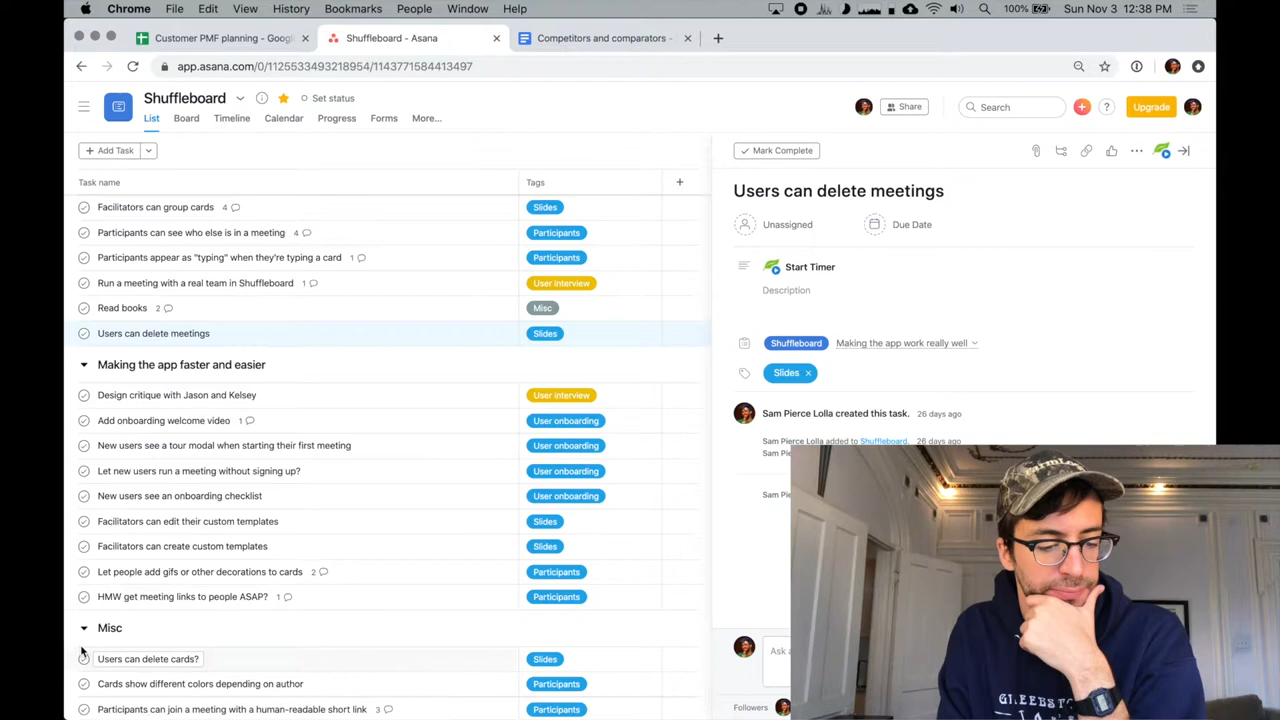 Chrome File Edit View History Bookmarks People Window Help 100% Sun Nov 3 12:38 PM
Customer PMF planning - Googl
Shuffleboard - Asana
Competitors and comparators -
app.asana.com/0/1125533493218954/1143771584413497
Shuffleboard
Set status
Share
Search
Upgrade
List Board Timeline Calendar Progress Forms More...
+ Add Task
Mark Complete
Task name Tags
Users can delete meetings
Facilitators can group cards 4 Slides
Participants can see who else is in a meeting 4 Participants
Unassigned Due Date
Participants appear as "typing" when they're typing a card 1 Participants
Start Timer
Run a meeting with a real team in Shuffleboard 1 User interview
Description
Read books 2 Misc
Users can delete meetings Slides
Shuffleboard Making the app work really well
Making the app faster and easier
Slides ×
Design critique with Jason and Kelsey User interview
Sam Pierce Lolla created this task. 26 days ago
Add onboarding welcome video 1 User onboarding
Sam Pierce Lolla added to Shuffleboard. 26 days ago
New users see a tour modal when starting their first meeting User onboarding
Sam Pie
Let new users run a meeting without signing up? User onboarding
New users see an onboarding checklist User onboarding
Sam Pie
Facilitators can edit their custom templates Slides
Facilitators can create custom templates Slides
Let people add gifs or other decorations to cards 2 Participants
HMW get meeting links to people ASAP? 1 Participants
Misc
Users can delete cards? Slides
Ask a
Cards show different colors depending on author Participants
Participants can join a meeting with a human-readable short link 3 Participants
Followers